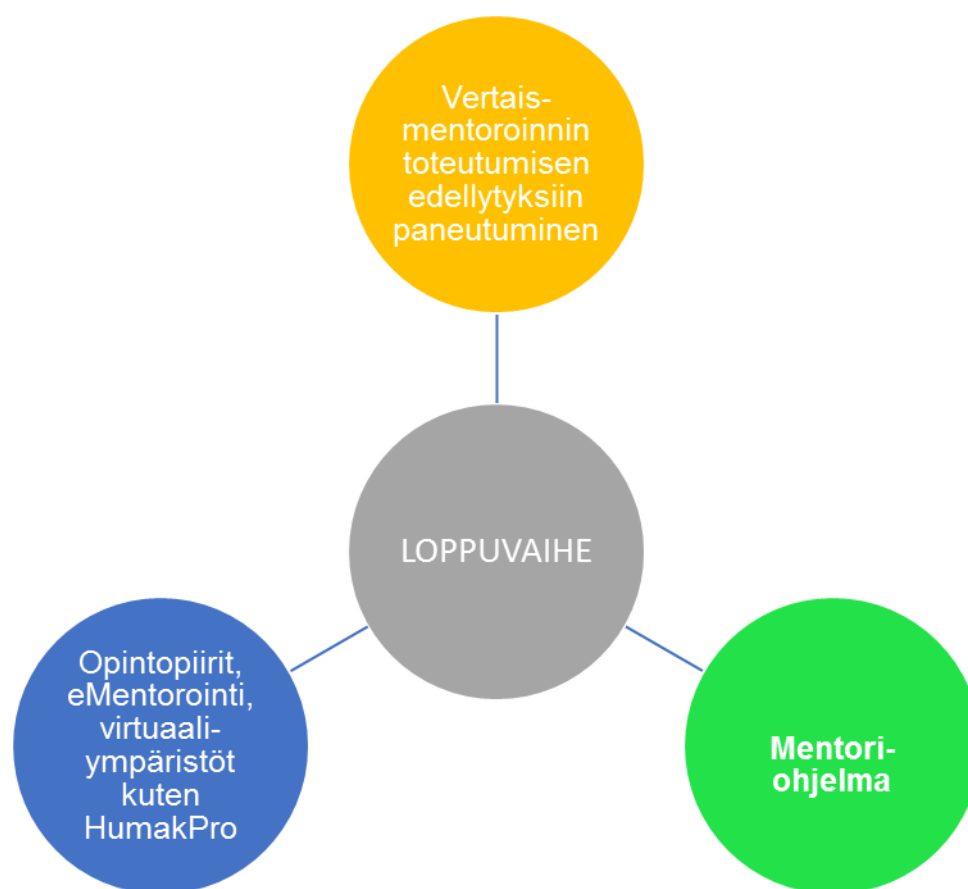 Vertais-
mentoroinnin
toteutumisen
edellytyksiin
paneutuminen
LOPPUVAIHE
Opintopiirit,
eMentorointi,
virtuaali-
ympäristöt
kuten
HumakPro
Mentori-
ohjelma